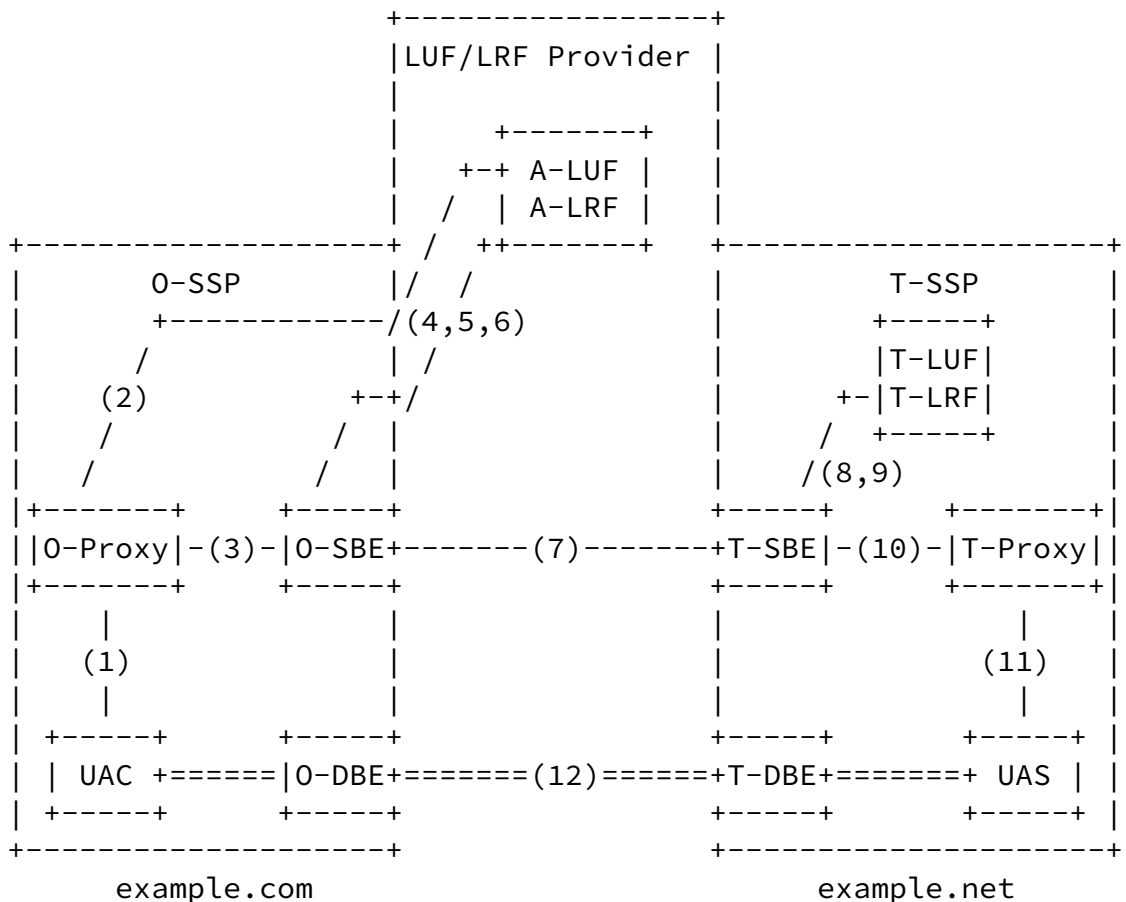 LUF/LRF Provider
A-LUF
A-LRF
O-SSP T-SSP
(4,5,6)
T-LUF
(2) T-LRF
(8,9)
O-Proxy (3) O-SBE (7) T-SBE (10) T-Proxy
(1) (11)
UAC O-DBE (12) T-DBE UAS
example.com example.net